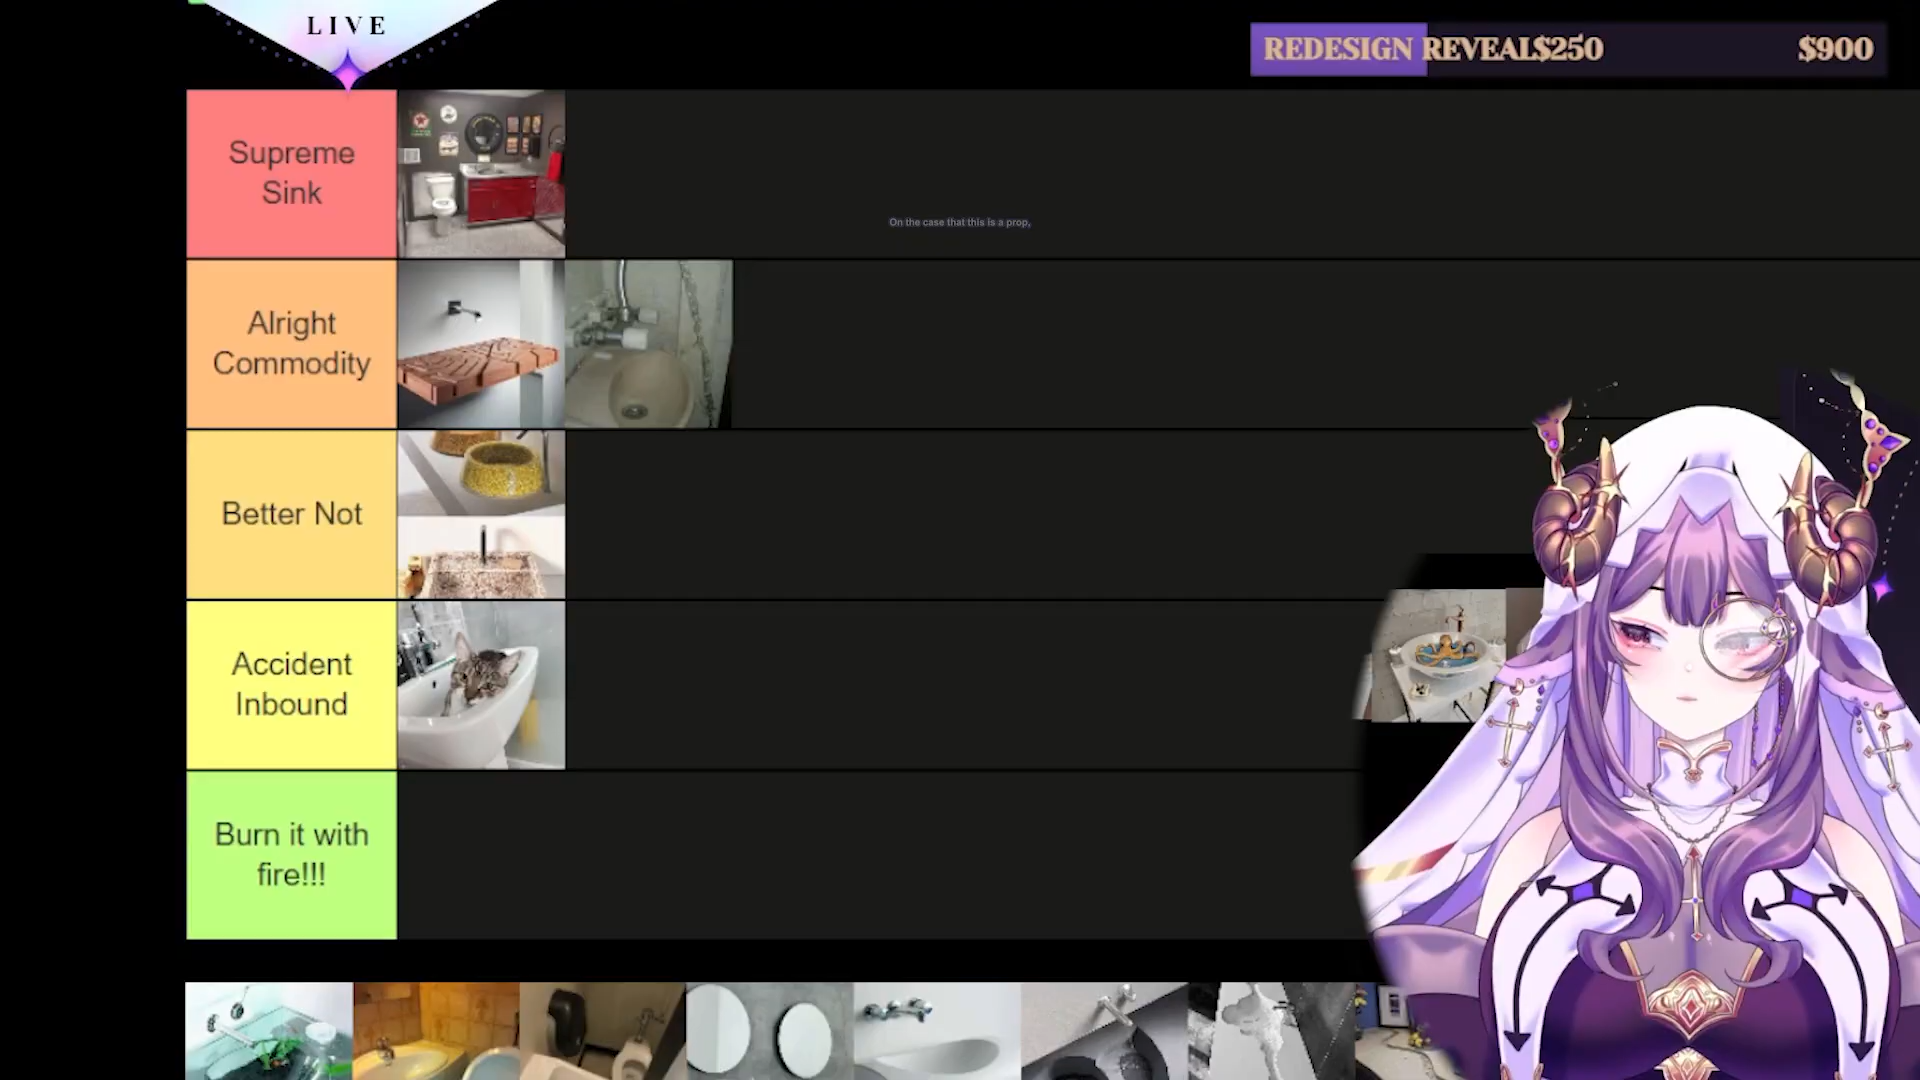 LIVE
REDESIGN REVEAL$250 $900
Supreme
Sink
On the case that this is a prop,
Alright
Commodity
Better Not
Accident
Inbound
Burn it with
fire!!!